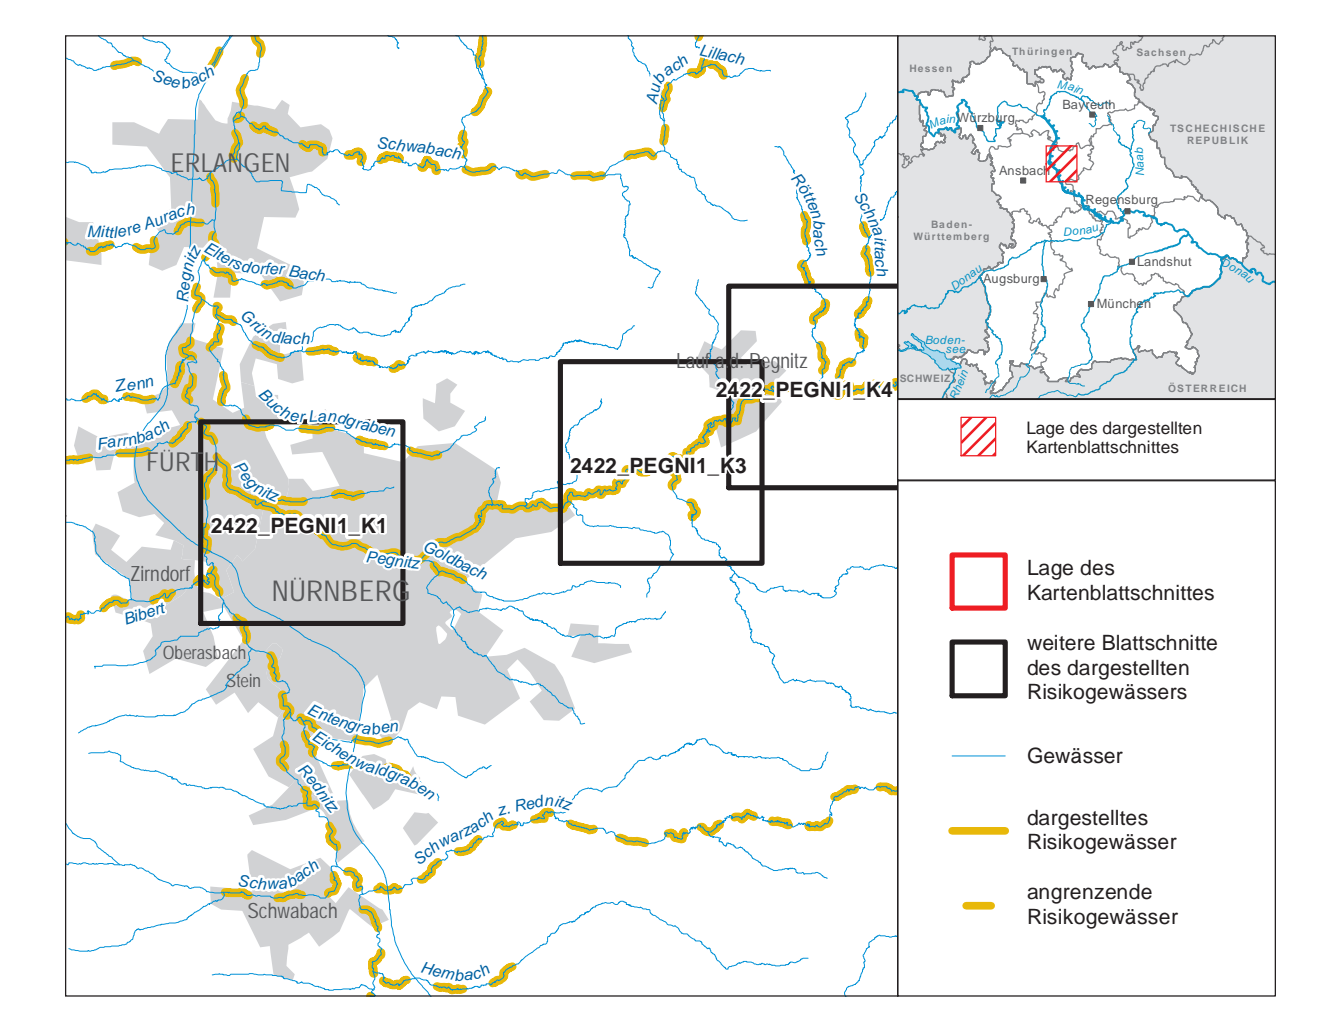 Seebach
Aubach
Lillach
Schwabach
ERLANGEN
Röttenbach
Schnaittach
Mittlere Aurach
Regnitz
Eltersdorfer Bach
Gründlach
Zenn
Bucher Landgraben
Lauf a.d. Pegnitz
2422_PEGNI1_K4
Farrnbach
FÜRTH
Pegnitz
2422_PEGNI1_K3
2422_PEGNI1_K1
Pegnitz
Goldbach
Zirndorf
NÜRNBERG
Bibert
Oberasbach
Stein
Entengraben
Eichenwaldgraben
Rednitz
Schwarzach z. Rednitz
Schwabach
Schwabach
Hembach
Thüringen
Sachsen
Hessen
Main
Bayreuth
Main
Würzburg
TSCHECHISCHE
REPUBLIK
Naab
Ansbach
Regensburg
Baden-
Württemberg
Donau
Landshut
Donau
Donau
Augsburg
München
Boden-
see
SCHWEIZ
Rhein
ÖSTERREICH
Lage des dargestellten
Kartenblattschnittes
Lage des
Kartenblattschnittes
weitere Blattschnitte
des dargestellten
Risikogewässers
Gewässer
dargestelltes
Risikogewässer
angrenzende
Risikogewässer